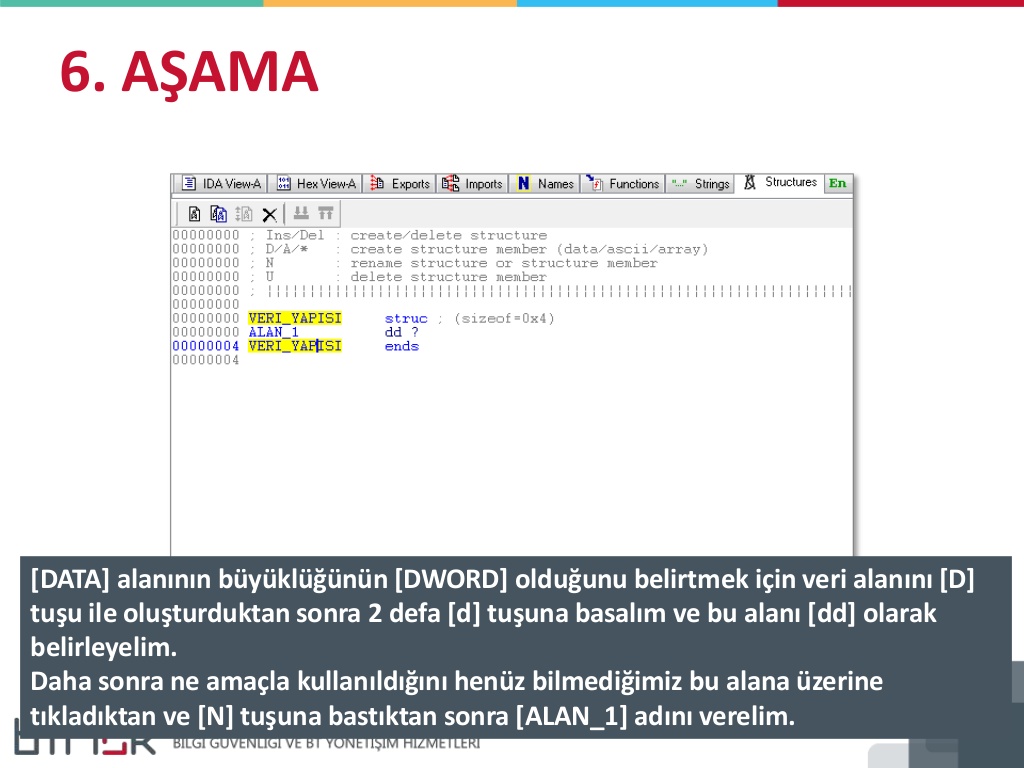 6. AŞAMA
IDA View-A Hex View-A Exports Imports Names Functions Strings Structures En
00000000 ; Ins/Del : create/delete structure
00000000 ; D/A/* : create structure member (data/ascii/array)
00000000 ; N : rename structure or structure member
00000000 ; U : delete structure member
00000000 ;
00000000
00000000 VERI_YAPISI struc ; (sizeof=0x4)
00000000 ALAN_1 dd ?
00000004 VERI_YAPISI ends
00000004
[DATA] alanının büyüklüğünün [DWORD] olduğunu belirtmek için veri alanını [D]
tuşu ile oluşturduktan sonra 2 defa [d] tuşuna basalım ve bu alanı [dd] olarak
belirleyelim.
Daha sonra ne amaçla kullanıldığını henüz bilmediğimiz bu alana üzerine
tıkladıktan ve [N] tuşuna bastıktan sonra [ALAN_1] adını verelim.
BİLGİ GÜVENLİĞİ VE BT YÖNETİŞİM HİZMETLERİ